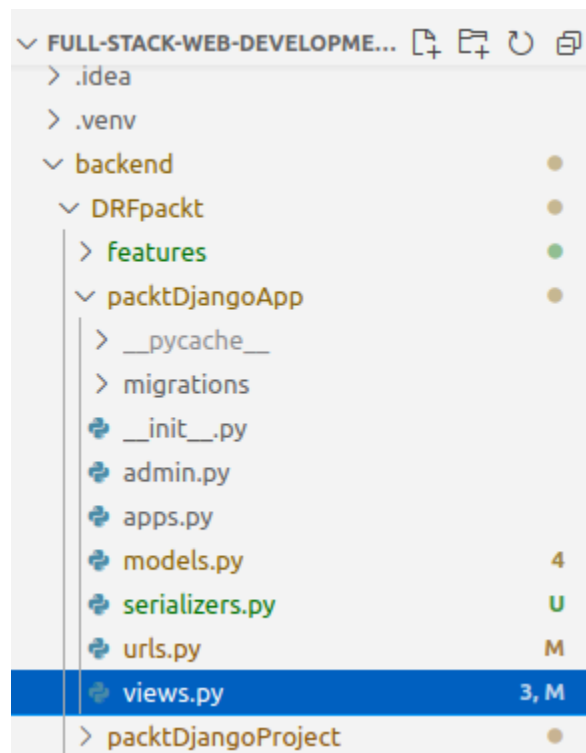 FULL-STACK-WEB-DEVELOPME...
.idea
.venv
backend
DRFpackt
features
packtDjangoApp
__pycache__
migrations
__init__.py
admin.py
apps.py
models.py 4
serializers.py U
urls.py M
views.py 3, M
packtDjangoProject